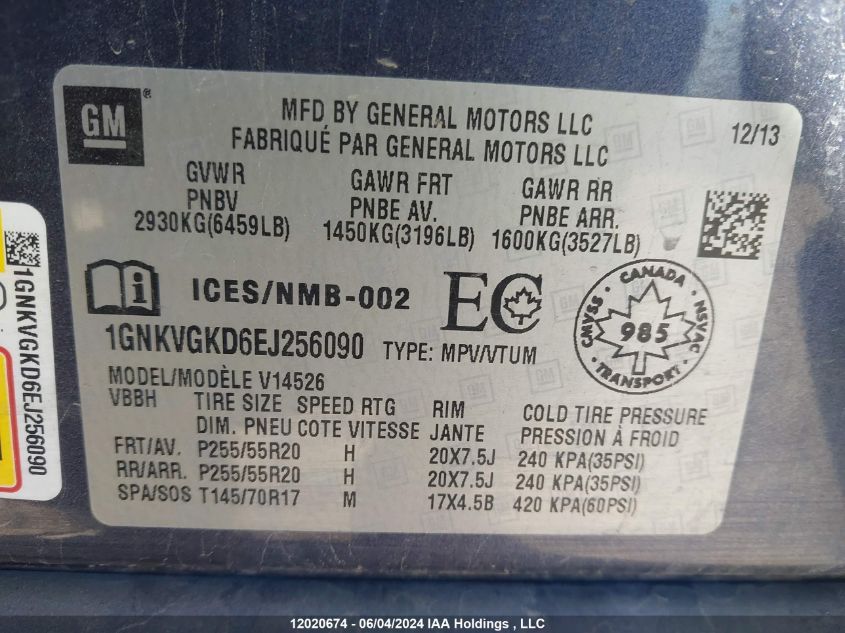 GM®
MFD BY GENERAL MOTORS LLC
FABRIQUÉ PAR GENERAL MOTORS LLC
12/13
GVWR GAWR FRT GAWR RR
PNBV PNBE AV. PNBE ARR.
2930KG(6459LB) 1450KG(3196LB) 1600KG(3527LB)
i ICES/NMB-002 EC
CANADA
CMVSS 985 NSVAC
TRANSPORT
1GNKVGKD6EJ256090 TYPE: MPV/VTUM
MODEL/MODÈLE V14526
VBBH TIRE SIZE SPEED RTG RIM COLD TIRE PRESSURE
DIM. PNEU COTE VITESSE JANTE PRESSION À FROID
FRT/AV. P255/55R20 H 20X7.5J 240 KPA(35PSI)
RR/ARR. P255/55R20 H 20X7.5J 240 KPA(35PSI)
SPA/SOS T145/70R17 M 17X4.5B 420 KPA(60PSI)
1GNKVGKD6EJ256090
12020674 - 06/04/2024 IAA Holdings, , LLC